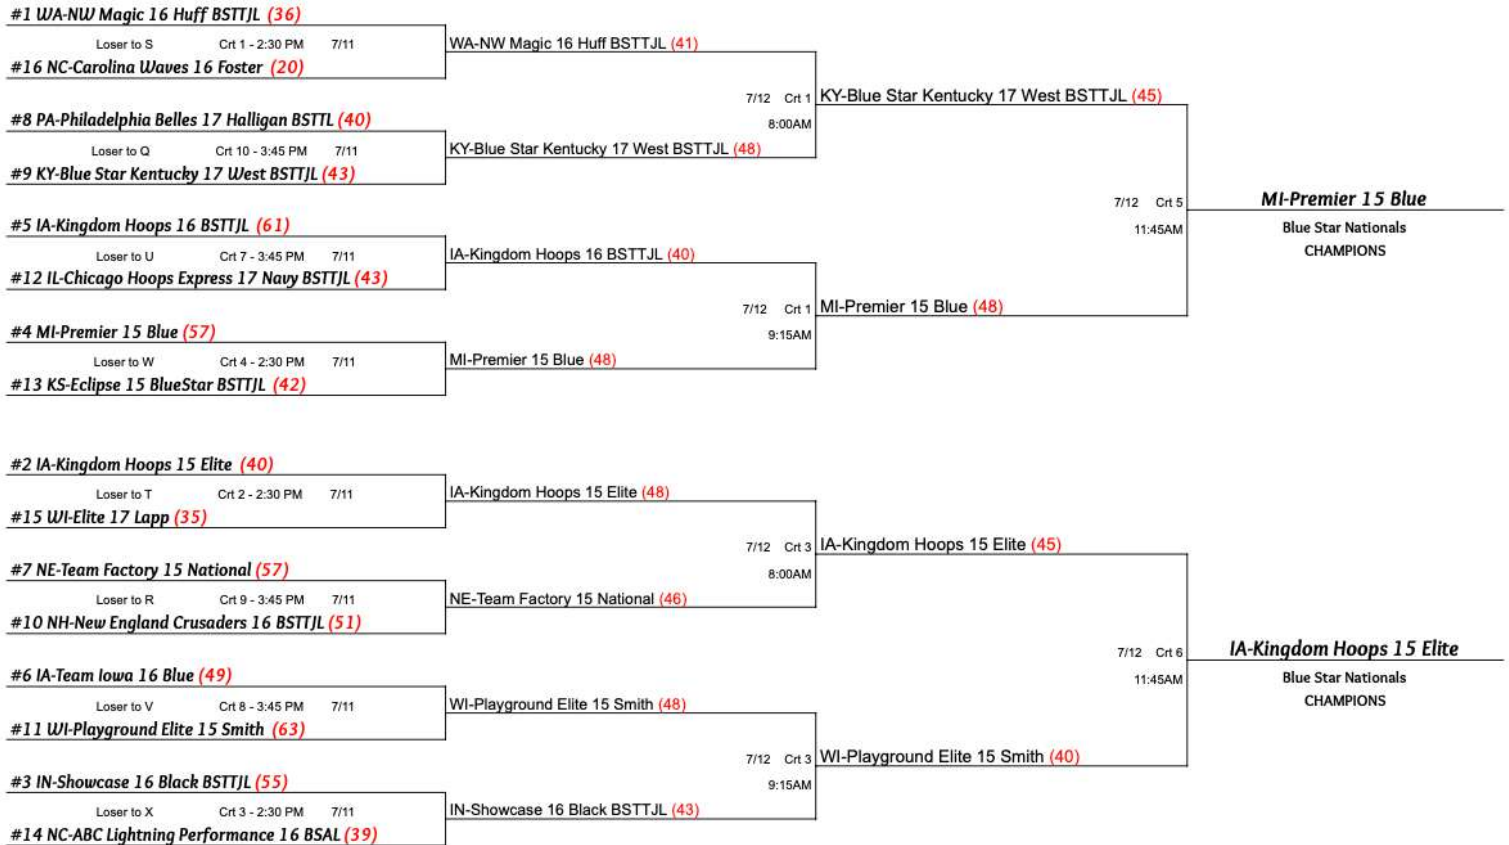 #1 WA-NW Magic 16 Huff BSTTJL (36)
Loser to S Crt 1 - 2:30 PM 7/11
#16 NC-Carolina Waves 16 Foster (20)
WA-NW Magic 16 Huff BSTTJL (41)
#8 PA-Philadelphia Belles 17 Halligan BSTTL (40)
Loser to Q Crt 10 - 3:45 PM 7/11
#9 KY-Blue Star Kentucky 17 West BSTTJL (43)
KY-Blue Star Kentucky 17 West BSTTJL (48)
7/12 Crt 1
8:00AM
KY-Blue Star Kentucky 17 West BSTTJL (45)
#5 IA-Kingdom Hoops 16 BSTTJL (61)
Loser to U Crt 7 - 3:45 PM 7/11
#12 IL-Chicago Hoops Express 17 Navy BSTTJL (43)
IA-Kingdom Hoops 16 BSTTJL (40)
#4 MI-Premier 15 Blue (57)
Loser to W Crt 4 - 2:30 PM 7/11
#13 KS-Eclipse 15 BlueStar BSTTJL (42)
MI-Premier 15 Blue (48)
7/12 Crt 1
9:15AM
MI-Premier 15 Blue (48)
7/12 Crt 5
11:45AM
MI-Premier 15 Blue
Blue Star Nationals
CHAMPIONS
#2 IA-Kingdom Hoops 15 Elite (40)
Loser to T Crt 2 - 2:30 PM 7/11
#15 WI-Elite 17 Lapp (35)
IA-Kingdom Hoops 15 Elite (48)
#7 NE-Team Factory 15 National (57)
Loser to R Crt 9 - 3:45 PM 7/11
#10 NH-New England Crusaders 16 BSTTJL (51)
NE-Team Factory 15 National (46)
7/12 Crt 3
8:00AM
IA-Kingdom Hoops 15 Elite (45)
#6 IA-Team Iowa 16 Blue (49)
Loser to V Crt 8 - 3:45 PM 7/11
#11 WI-Playground Elite 15 Smith (63)
WI-Playground Elite 15 Smith (48)
#3 IN-Showcase 16 Black BSTTJL (55)
Loser to X Crt 3 - 2:30 PM 7/11
#14 NC-ABC Lightning Performance 16 BSAL (39)
IN-Showcase 16 Black BSTTJL (43)
7/12 Crt 3
9:15AM
WI-Playground Elite 15 Smith (40)
7/12 Crt 6
11:45AM
IA-Kingdom Hoops 15 Elite
Blue Star Nationals
CHAMPIONS